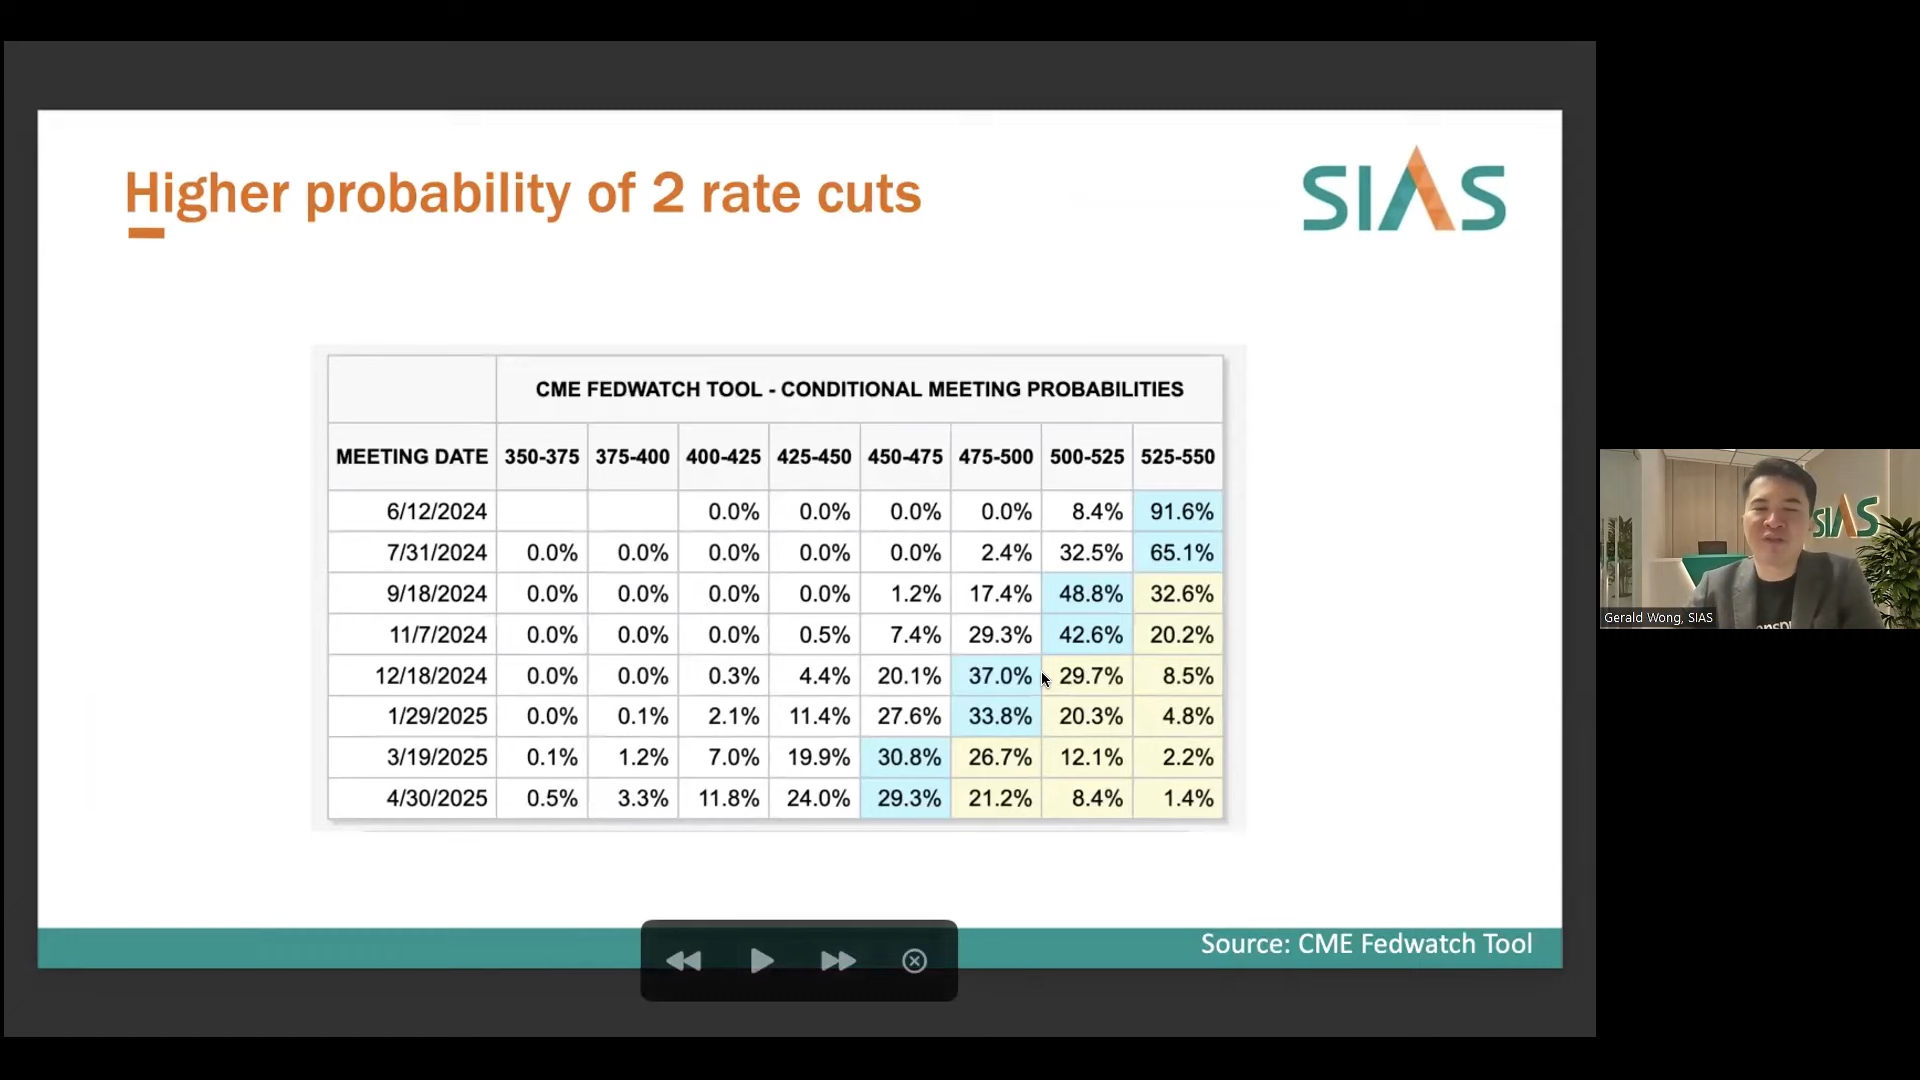 Higher probability of 2 rate cuts
SIAS
CME FEDWATCH TOOL - CONDITIONAL MEETING PROBABILITIES
MEETING DATE 350-375 375-400 400-425 425-450 450-475 475-500 500-525 525-550
6/12/2024 0.0% 0.0% 0.0% 0.0% 8.4% 91.6%
7/31/2024 0.0% 0.0% 0.0% 0.0% 0.0% 2.4% 32.5% 65.1%
9/18/2024 0.0% 0.0% 0.0% 0.0% 1.2% 17.4% 48.8% 32.6%
11/7/2024 0.0% 0.0% 0.0% 0.5% 7.4% 29.3% 42.6% 20.2%
12/18/2024 0.0% 0.0% 0.3% 4.4% 20.1% 37.0% 29.7% 8.5%
1/29/2025 0.0% 0.1% 2.1% 11.4% 27.6% 33.8% 20.3% 4.8%
3/19/2025 0.1% 1.2% 7.0% 19.9% 30.8% 26.7% 12.1% 2.2%
4/30/2025 0.5% 3.3% 11.8% 24.0% 29.3% 21.2% 8.4% 1.4%
Source: CME Fedwatch Tool
SIAS
Gerald Wong, SIAS